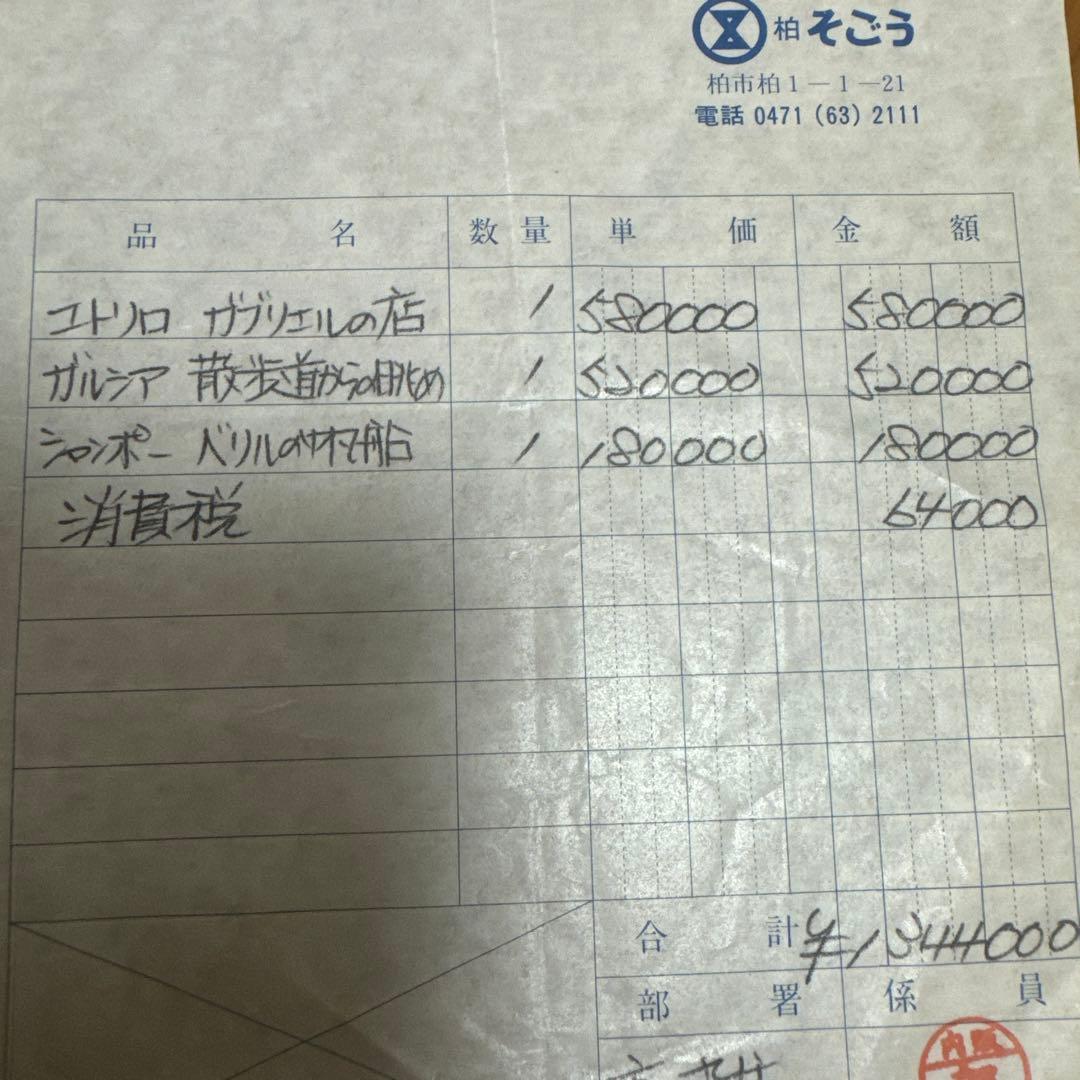 柏 そごう
柏市柏1-1-21
電話 0471 (63) 2111
品名 数量 単価 金額
ユトリロ ガブリエルの店 1 580000 580000
ガルシア 散歩道からの眺め 1 520000 520000
シャンポー ベリルの帆船 1 180000 180000
消費税 64000
合計 ¥1344000
部署 係員